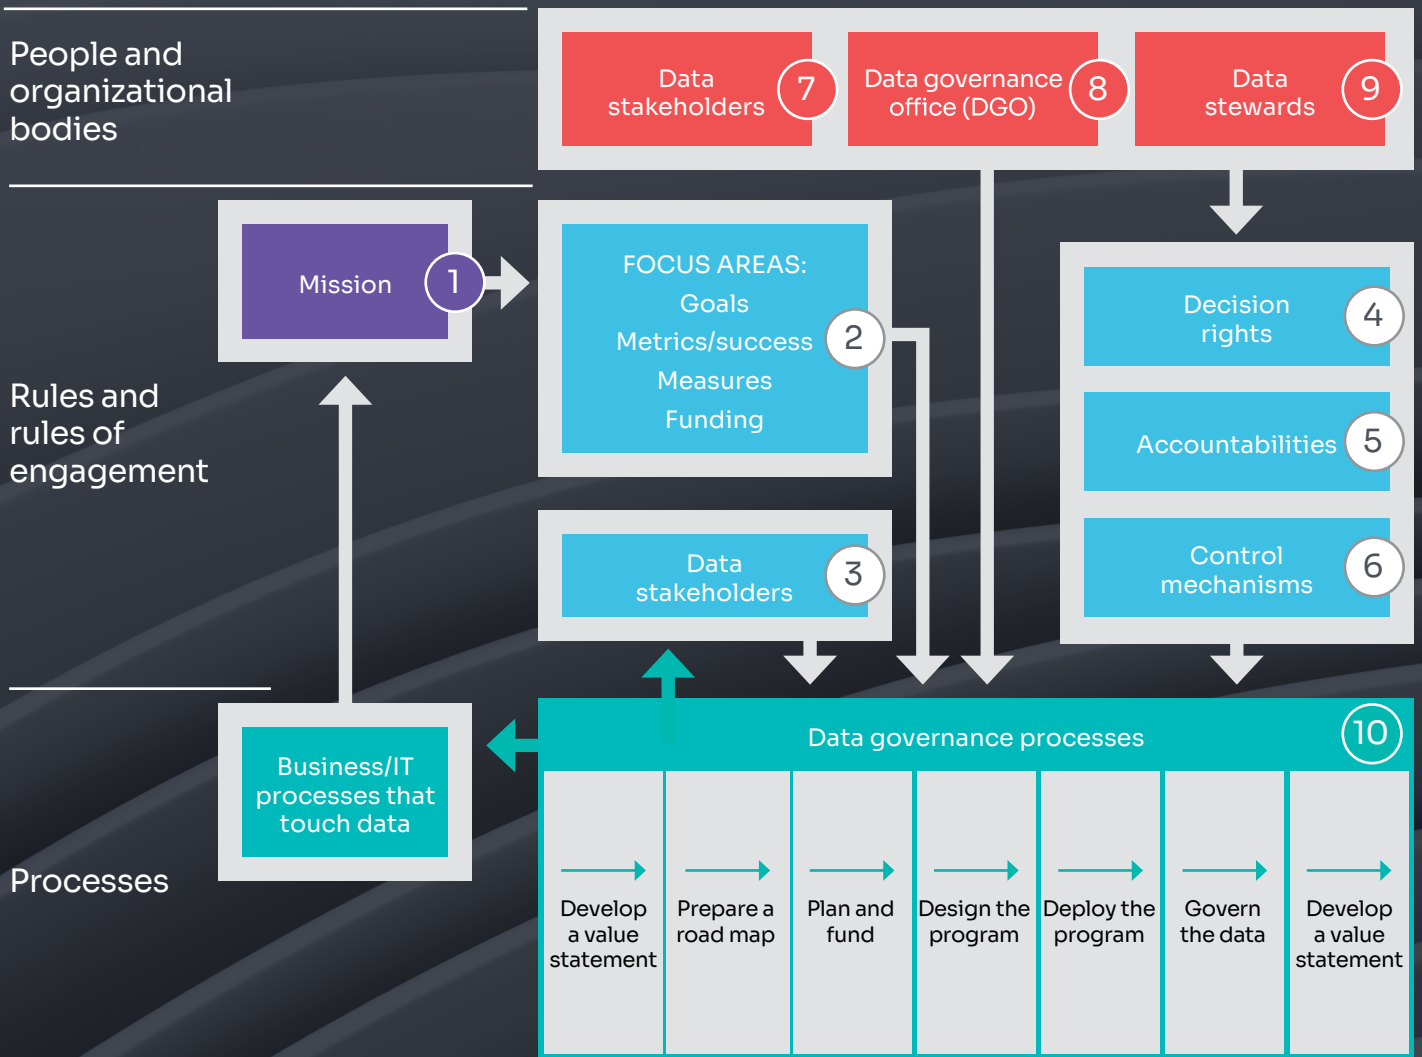 People and
organizational
bodies
Data
stakeholders
7
Data governance
office (DGO)
8
Data
stewards
9
Rules and
rules of
engagement
Mission
1
FOCUS AREAS:
Goals
Metrics/success
Measures
Funding
2
Data
stakeholders
3
Decision
rights
4
Accountabilities
5
Control
mechanisms
6
Processes
Business/IT
processes that
touch data
Data governance processes
10
Develop
a value
statement
Prepare a
road map
Plan and
fund
Design the
program
Deploy the
program
Govern
the data
Develop
a value
statement